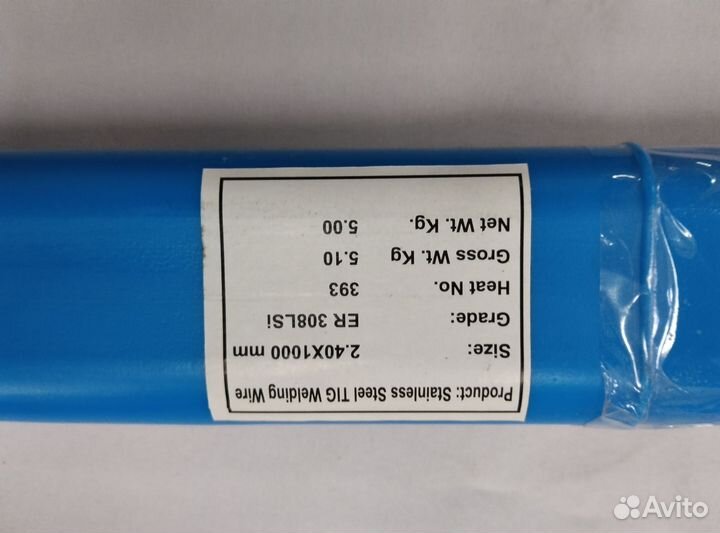 Product: Stainless Steel TIG Welding Wire
Size: 2.40X1000 mm
Grade: ER 308LSi
Heat No. 393
Gross Wt. Kg 5.10
Net Wt. Kg. 5.00
Avito